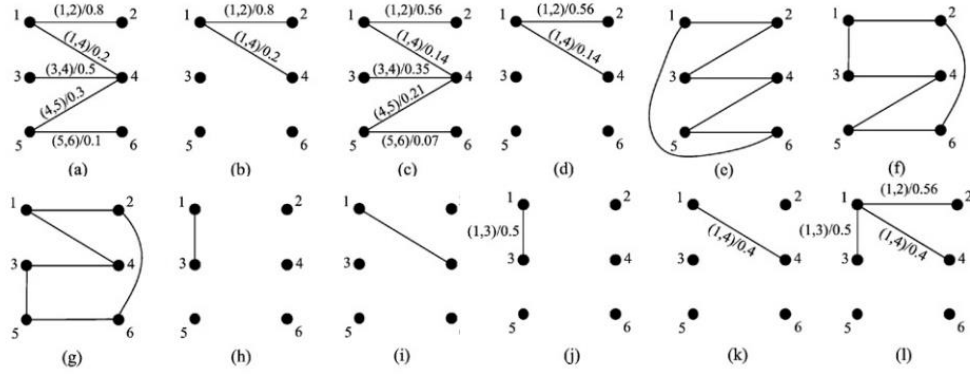 1 (1,2)/0.8 2
(1,4)/0.2
3 (3,4)/0.5 4
(4,5)/0.3
5 (5,6)/0.1 6
(a)
1 (1,2)/0.8 2
(1,4)/0.2
3 4
5 6
(b)
1 (1,2)/0.56 2
(1,4)/0.14
3 (3,4)/0.35 4
(4,5)/0.21
5 (5,6)/0.07 6
(c)
1 (1,2)/0.56 2
(1,4)/0.14
3 4
5 6
(d)
1 2
3 4
5 6
(e)
1 2
3 4
5 6
(f)
1 2
3 4
5 6
(g)
1 2
3 4
5 6
(h)
1
3
5
(i)
1 2
(1,3)/0.5
3 4
5 6
(j)
1 2
(1,4)/0.4
3 4
5 6
(k)
1 (1,2)/0.56 2
(1,3)/0.5
(1,4)/0.4
3 4
5 6
(l)